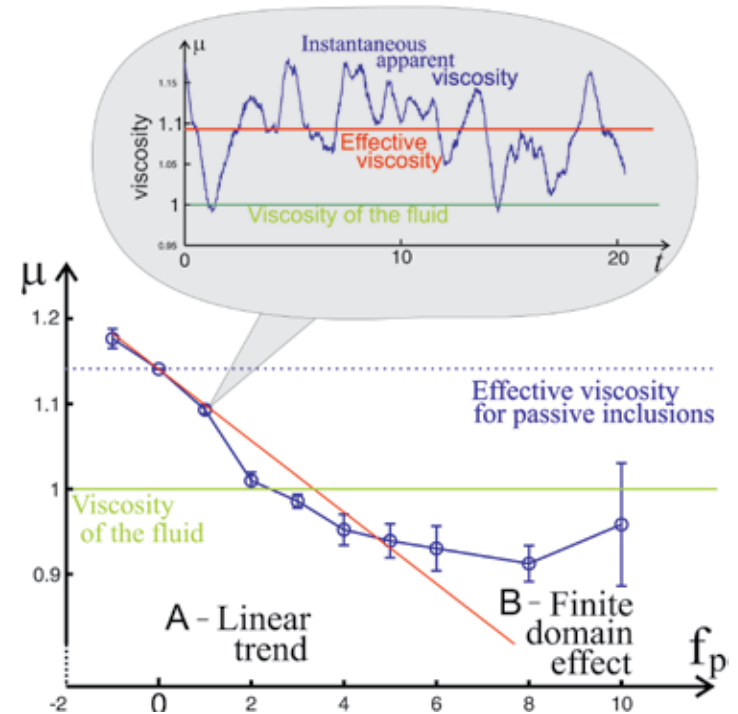 μ
Instantaneous
apparent
viscosity
1.15
1.1
1.05
1
0.95
viscosity
Effective
viscosity
Viscosity of the fluid
0
10
20
t
μ
1.2
1.1
1
0.9
Effective viscosity
for passive inclusions
Viscosity
of the fluid
A - Linear
trend
B - Finite
domain
effect
fp
-2
0
2
4
6
8
10